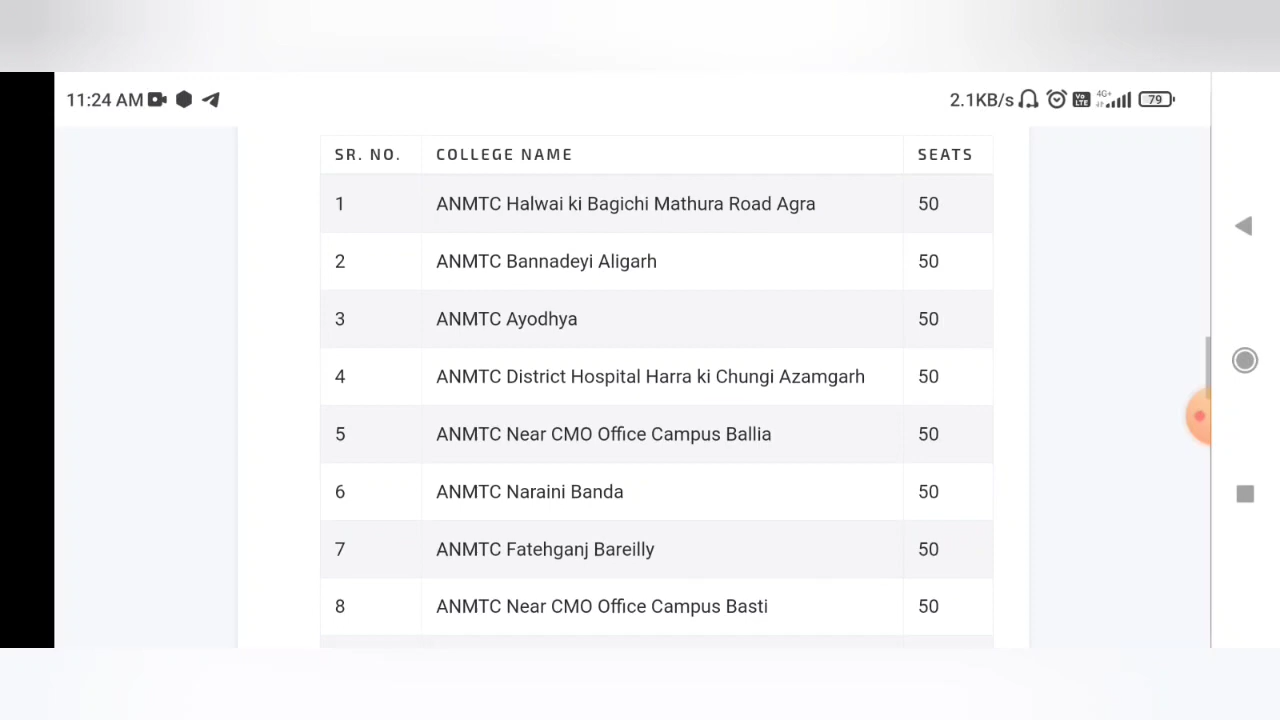 11:24 AM 2.1KB/s Vo LTE 4G+ 79
SR. NO. COLLEGE NAME SEATS
1 ANMTC Halwai ki Bagichi Mathura Road Agra 50
2 ANMTC Bannadeyi Aligarh 50
3 ANMTC Ayodhya 50
4 ANMTC District Hospital Harra ki Chungi Azamgarh 50
5 ANMTC Near CMO Office Campus Ballia 50
6 ANMTC Naraini Banda 50
7 ANMTC Fatehganj Bareilly 50
8 ANMTC Near CMO Office Campus Basti 50